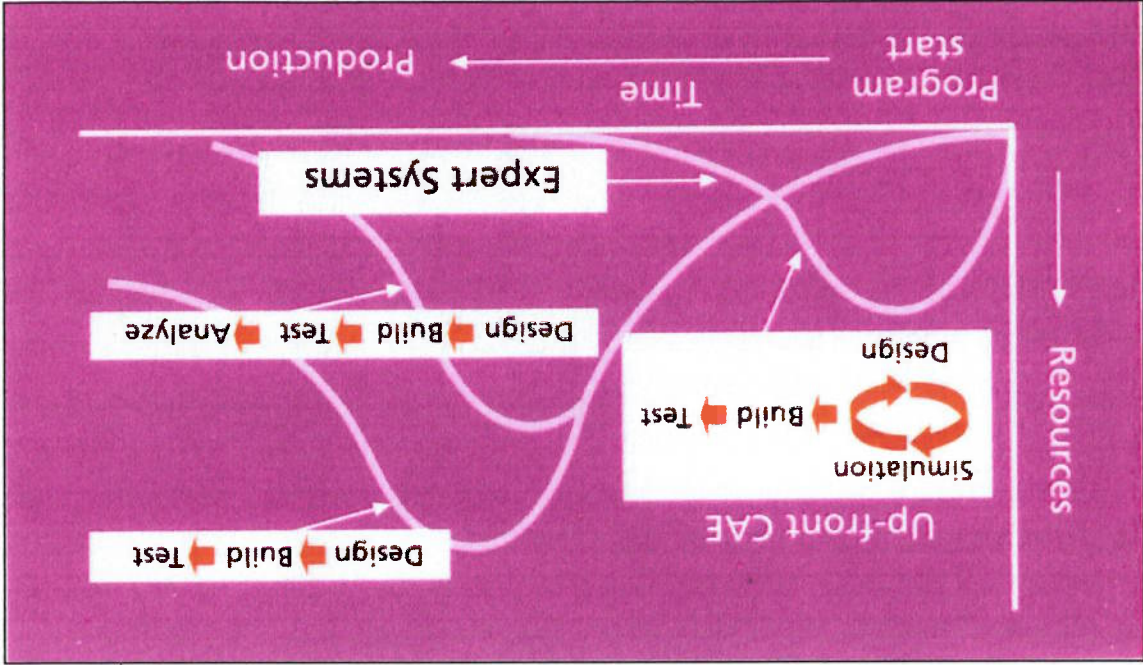 Design Build Test
Up-front CAE
Simulation
Build Test
Design
Resources
Design Build Test Analyze
Expert Systems
Time
Program
start
Production